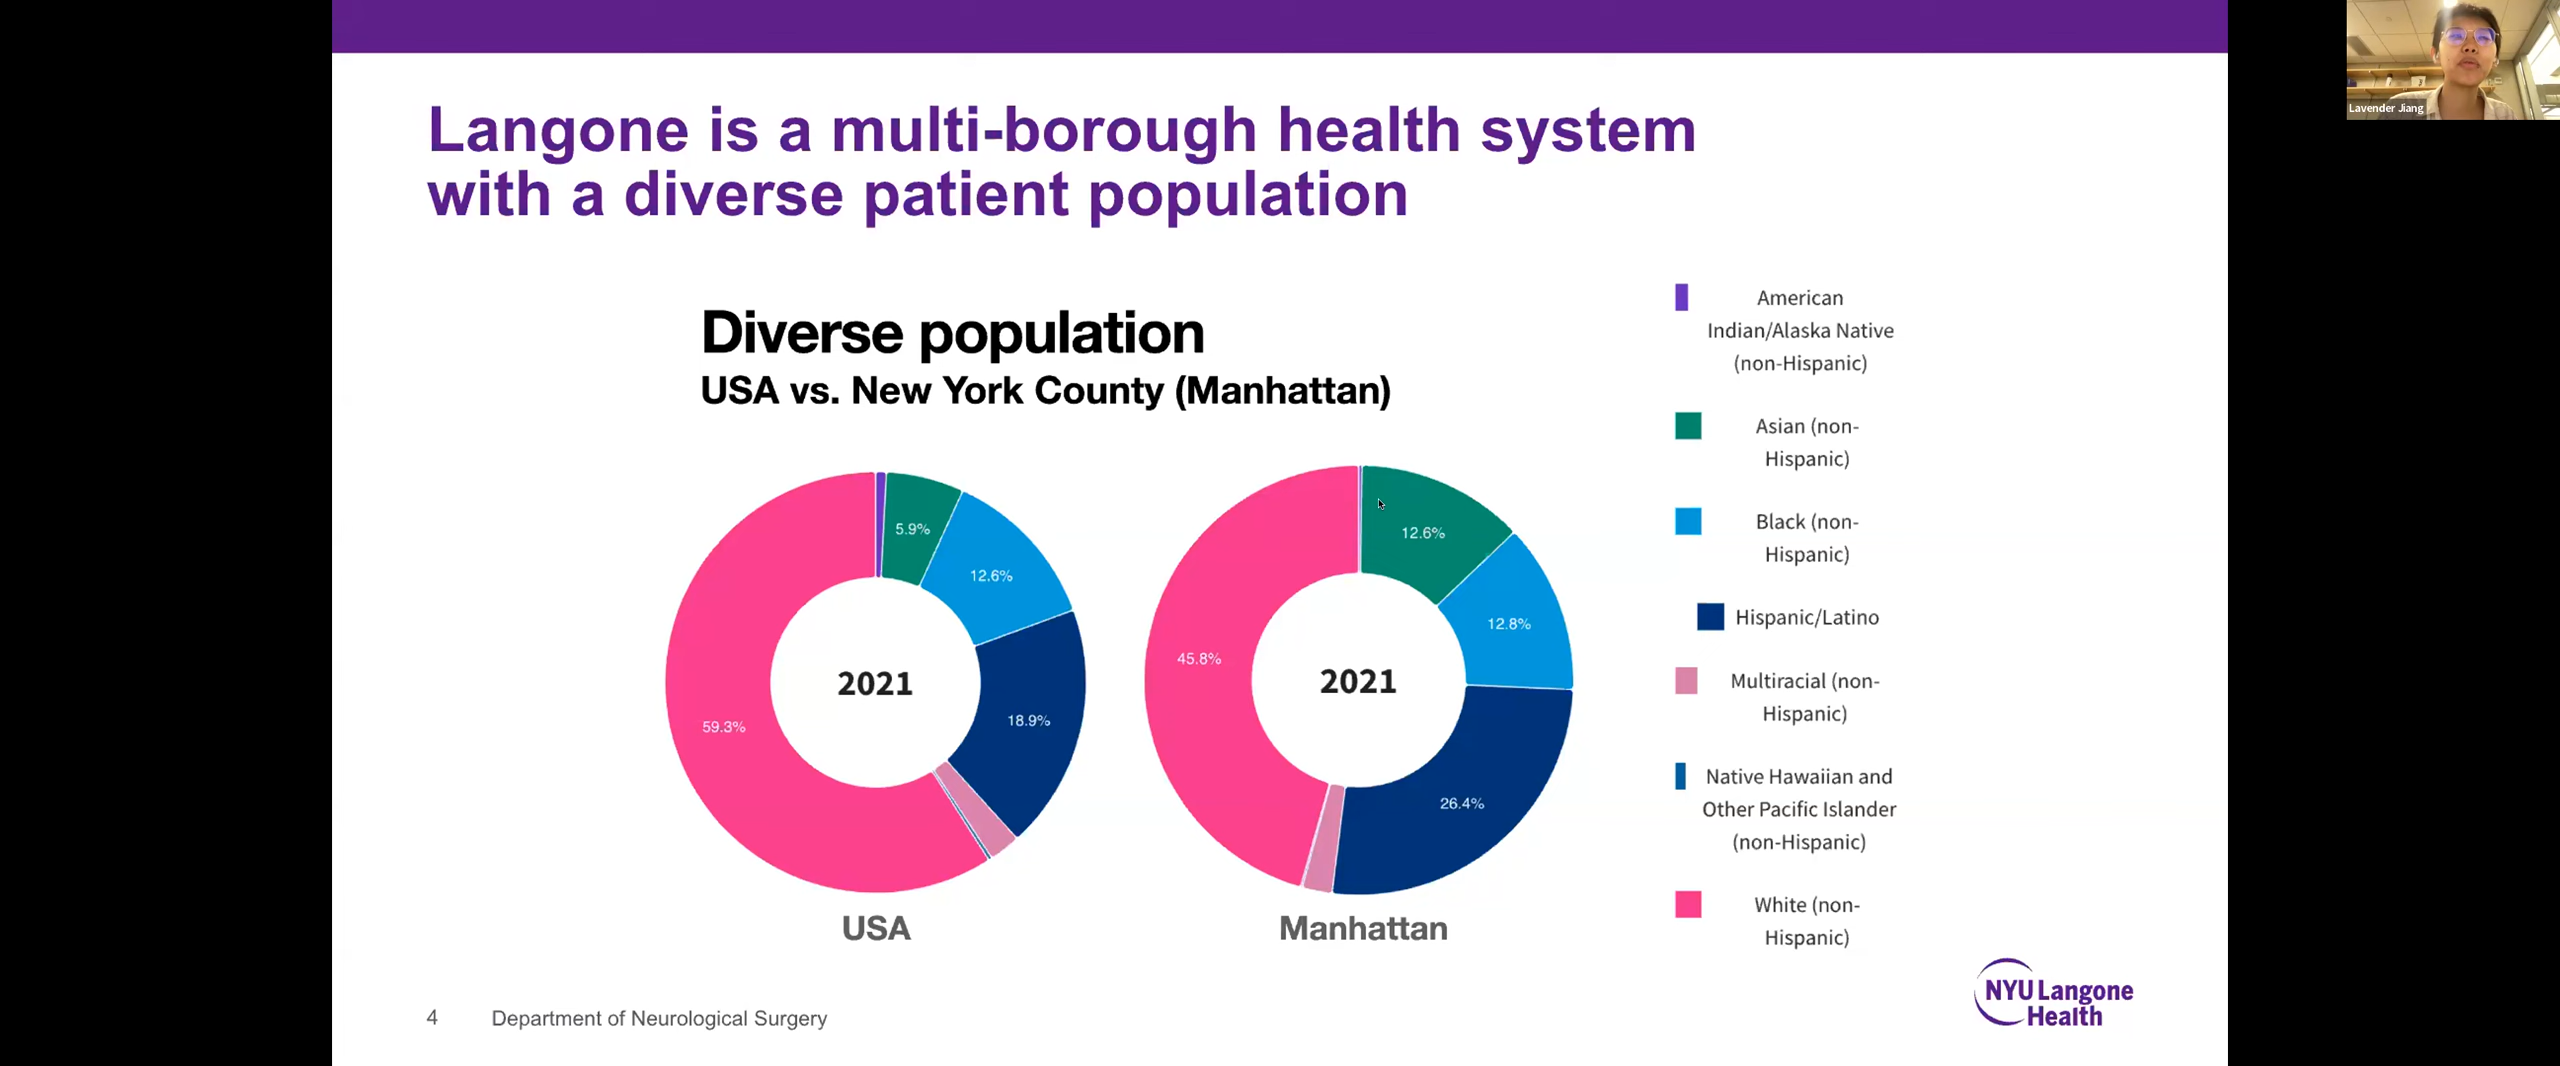 Langone is a multi-borough health system
with a diverse patient population
Lavender Jiang
Diverse population
USA vs. New York County (Manhattan)
5.9%
12.6%
18.9%
59.3%
2021
USA
12.6%
12.8%
26.4%
45.8%
2021
Manhattan
American
Indian/Alaska Native
(non-Hispanic)
Asian (non-
Hispanic)
Black (non-
Hispanic)
Hispanic/Latino
Multiracial (non-
Hispanic)
Native Hawaiian and
Other Pacific Islander
(non-Hispanic)
White (non-
Hispanic)
4 Department of Neurological Surgery
NYU Langone
Health